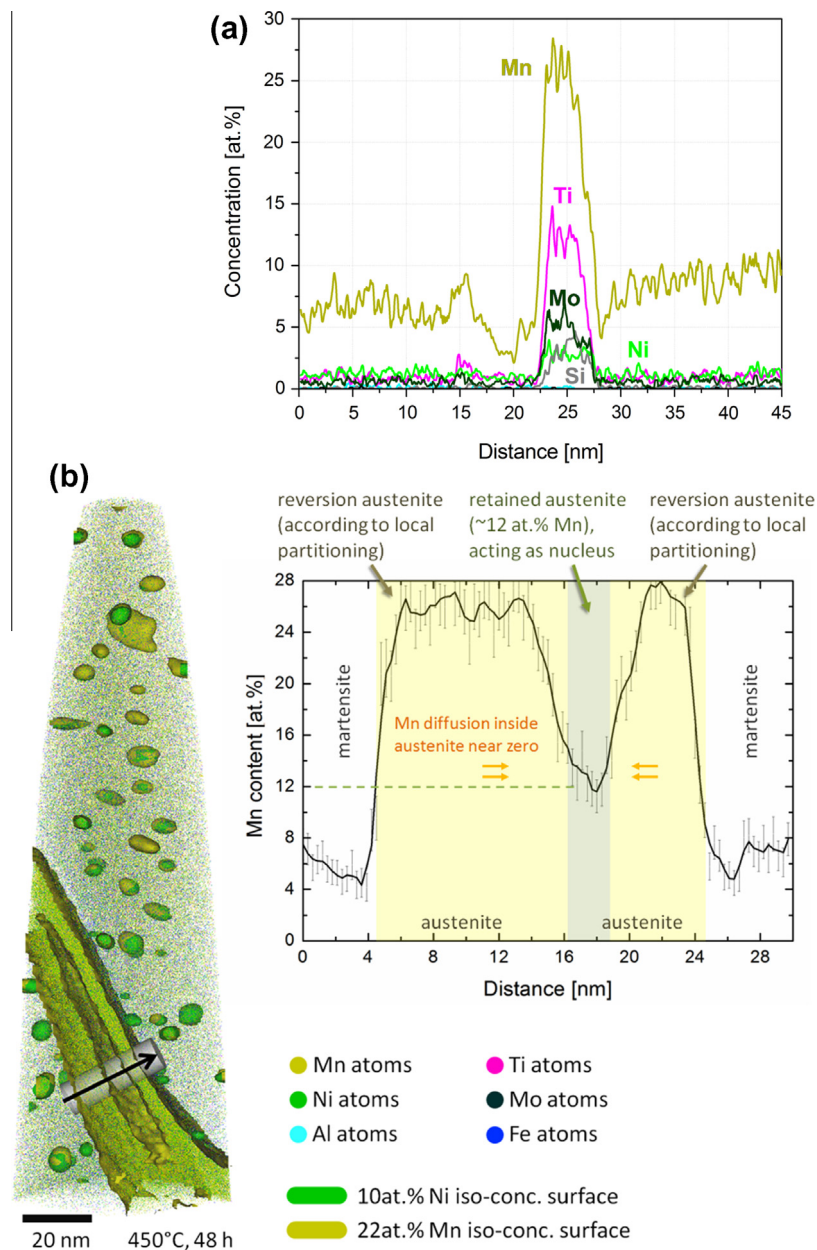 (a)
30
25
20
15
10
5
0
Concentration [at.%]
Mn
Ti
Mo
Ni
Si
0 5 10 15 20 25 30 35 40 45
Distance [nm]
(b)
reversion austenite
(according to local
partitioning)
retained austenite
(~12 at.% Mn),
acting as nucleus
reversion austenite
(according to local
partitioning)
28
24
20
16
12
8
4
0
Mn content [at.%]
martensite
Mn diffusion inside
austenite near zero
martensite
austenite
austenite
0 4 8 12 16 20 24 28
Distance [nm]
Mn atoms
Ti atoms
Ni atoms
Mo atoms
Al atoms
Fe atoms
10at.% Ni iso-conc. surface
22at.% Mn iso-conc. surface
20 nm
450°C, 48 h